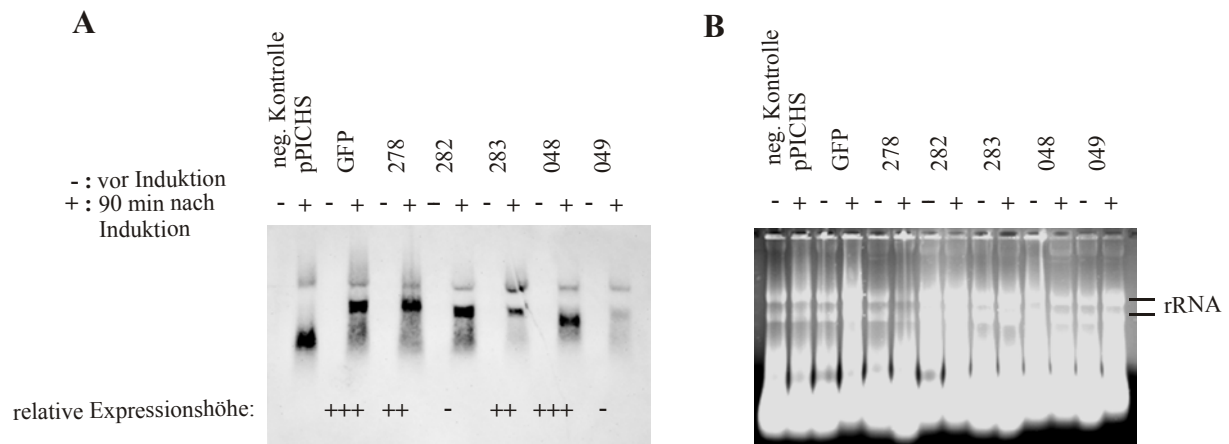 A
neg. Kontrolle
pPICHS
GFP
278
282
283
048
049
- : vor Induktion
+ : 90 min nach
Induktion
- + - + - + - + - + - + - +
relative Expressionshöhe:
+++ ++ - ++ +++ -
B
neg. Kontrolle
pPICHS
GFP
278
282
283
048
049
- + - + - + - + - + - + - +
rRNA